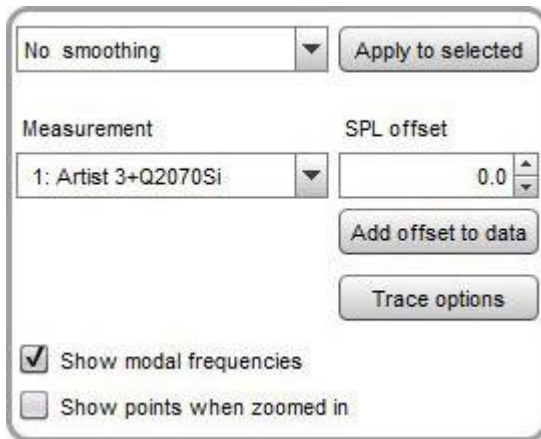 No smoothing
Apply to selected
Measurement
SPL offset
1: Artist 3+Q2070Si
0.0
Add offset to data
Trace options
Show modal frequencies
Show points when zoomed in